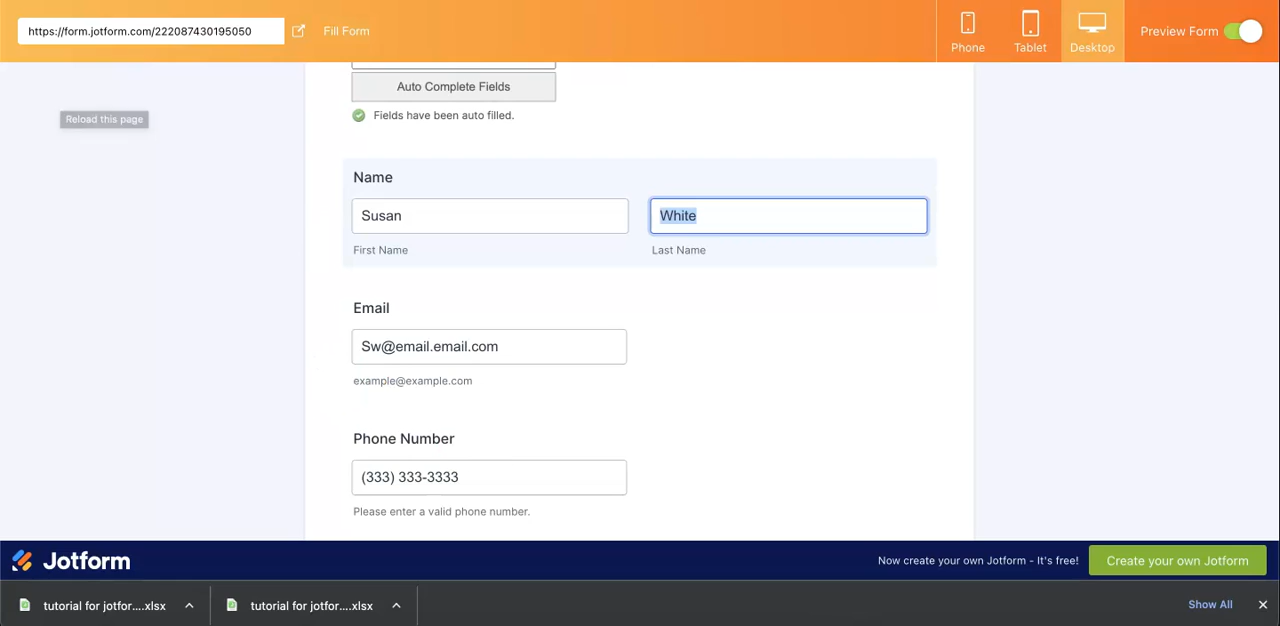 https://form.jotform.com/222087430195050
Fill Form
Phone
Tablet
Desktop
Preview Form
Reload this page
Auto Complete Fields
Fields have been auto filled.
Name
Susan
White
First Name
Last Name
Email
Sw@email.email.com
example@example.com
Phone Number
(333) 333-3333
Please enter a valid phone number.
Jotform
Now create your own Jotform - It's free!
Create your own Jotform
tutorial for jotfor....xlsx
tutorial for jotfor....xlsx
Show All